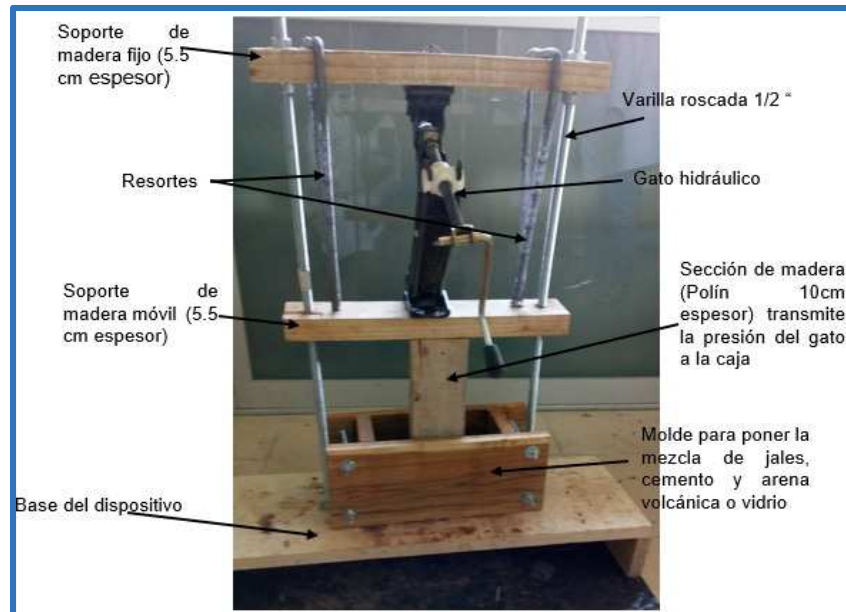 Soporte de
madera fijo (5.5
cm espesor)
Varilla roscada 1/2 “
Resortes
Gato hidráulico
Soporte de
madera móvil (5.5
cm espesor)
Sección de madera
(Polín 10cm
espesor) transmite
la presión del gato
a la caja
Molde para poner la
mezcla de jales,
cemento y arena
volcánica o vidrio
Base del dispositivo